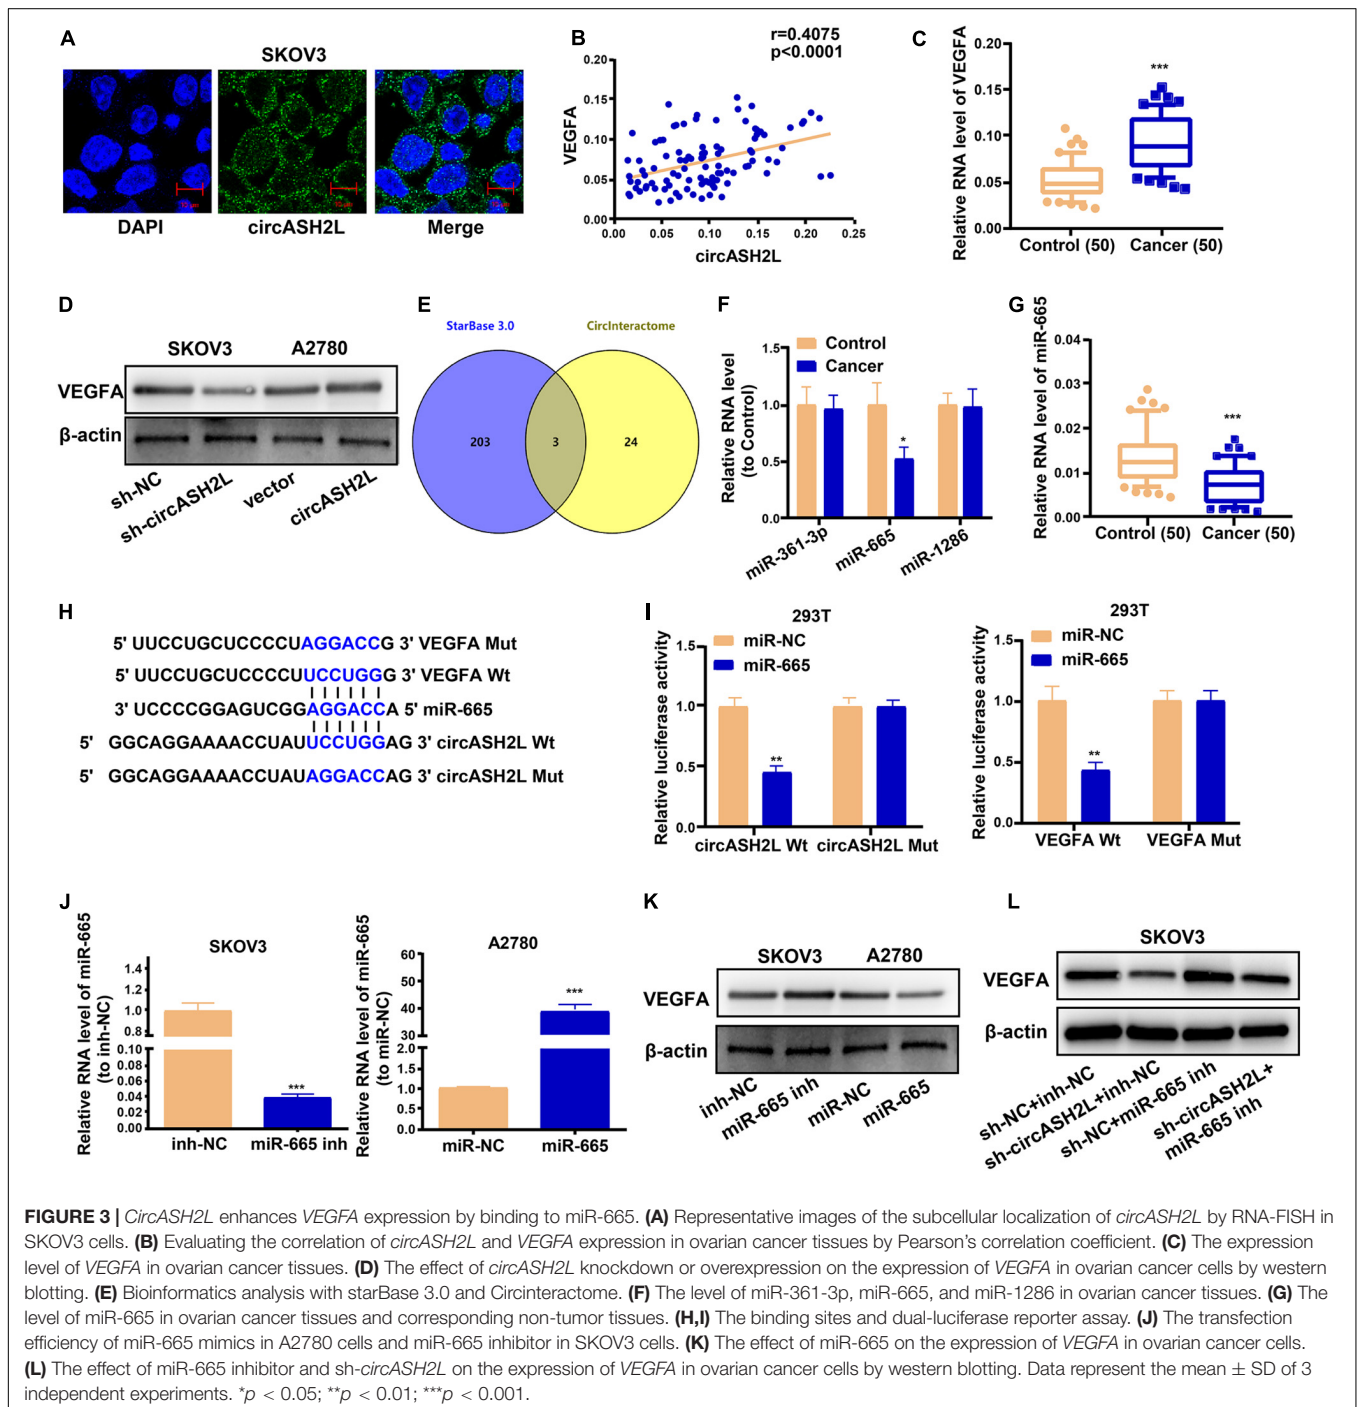 A
SKOV3
DAPI
circASH2L
Merge
B
r=0.4075
p<0.0001
VEGFA
0.20
0.15
0.10
0.05
0.00
0.00 0.05 0.10 0.15 0.20 0.25
circASH2L
C
Relative RNA level of VEGFA
0.20
0.15
0.10
0.05
0.00
***
Control (50) Cancer (50)
D
SKOV3 A2780
VEGFA
β-actin
sh-NC
sh-circASH2L
vector
circASH2L
E
StarBase 3.0
CircInteractome
203
3
24
F
Relative RNA level
(to Control)
1.5
1.0
0.5
0.0
Control
Cancer
*
miR-361-3p
miR-665
miR-1286
G
Relative RNA level of miR-665
0.04
0.03
0.02
0.01
0.00
***
Control (50) Cancer (50)
H
5' UUCCUGCUCCCCUAGGACCG 3' VEGFA Mut
5' UUCCUGCUCCCCUUCCUGGG 3' VEGFA Wt
3' UCCCCGGAGUCGGAGGACCA 5' miR-665
5' GGCAGGAAAACCUAUUCCUGGAG 3' circASH2L Wt
5' GGCAGGAAAACCUAUAGGACCAG 3' circASH2L Mut
I
293T
Relative luciferase activity
1.5
1.0
0.5
0.0
miR-NC
miR-665
**
circASH2L Wt circASH2L Mut
293T
Relative luciferase activity
1.5
1.0
0.5
0.0
miR-NC
miR-665
**
VEGFA Wt VEGFA Mut
J
Relative RNA level of miR-665
(to inh-NC)
SKOV3
1.4
1.2
1.0
0.8
0.10
0.08
0.06
0.04
0.02
0.00
***
inh-NC miR-665 inh
Relative RNA level of miR-665
(to miR-NC)
A2780
60
50
40
30
2.0
1.5
1.0
0.5
0.0
***
miR-NC miR-665
K
SKOV3 A2780
VEGFA
β-actin
inh-NC
miR-665 inh
miR-NC
miR-665
L
SKOV3
VEGFA
β-actin
sh-NC+inh-NC
sh-circASH2L+inh-NC
sh-NC+miR-665 inh
sh-circASH2L+
miR-665 inh
FIGURE 3 | CircASH2L enhances VEGFA expression by binding to miR-665. (A) Representative images of the subcellular localization of circASH2L by RNA-FISH in
SKOV3 cells. (B) Evaluating the correlation of circASH2L and VEGFA expression in ovarian cancer tissues by Pearson's correlation coefficient. (C) The expression
level of VEGFA in ovarian cancer tissues. (D) The effect of circASH2L knockdown or overexpression on the expression of VEGFA in ovarian cancer cells by western
blotting. (E) Bioinformatics analysis with starBase 3.0 and Circinteractome. (F) The level of miR-361-3p, miR-665, and miR-1286 in ovarian cancer tissues. (G) The
level of miR-665 in ovarian cancer tissues and corresponding non-tumor tissues. (H,I) The binding sites and dual-luciferase reporter assay. (J) The transfection
efficiency of miR-665 mimics in A2780 cells and miR-665 inhibitor in SKOV3 cells. (K) The effect of miR-665 on the expression of VEGFA in ovarian cancer cells.
(L) The effect of miR-665 inhibitor and sh-circASH2L on the expression of VEGFA in ovarian cancer cells by western blotting. Data represent the mean ± SD of 3
independent experiments. *p < 0.05; **p < 0.01; ***p < 0.001.